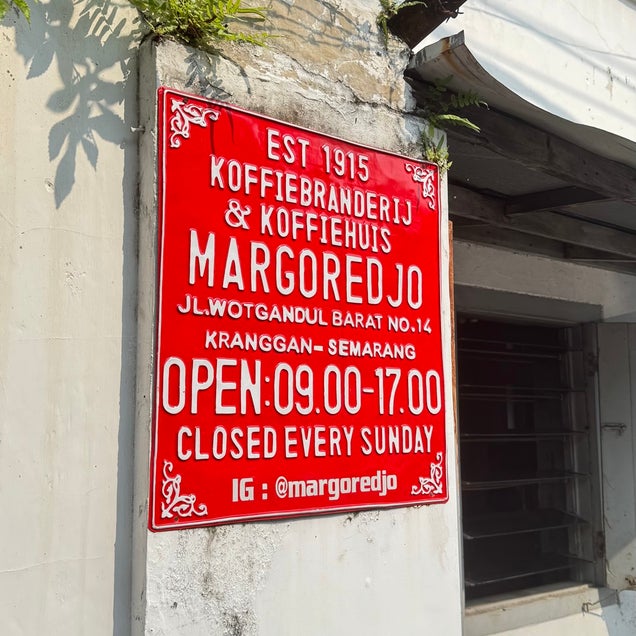 EST 1915
KOFFIEBRANDERIJ
& KOFFIEHUIS
MARGOREDJO
JL.WOTGANDUL BARAT NO.14
KRANGGAN- SEMARANG
OPEN:09.00-17.00
CLOSED EVERY SUNDAY
IG : @margoredjo